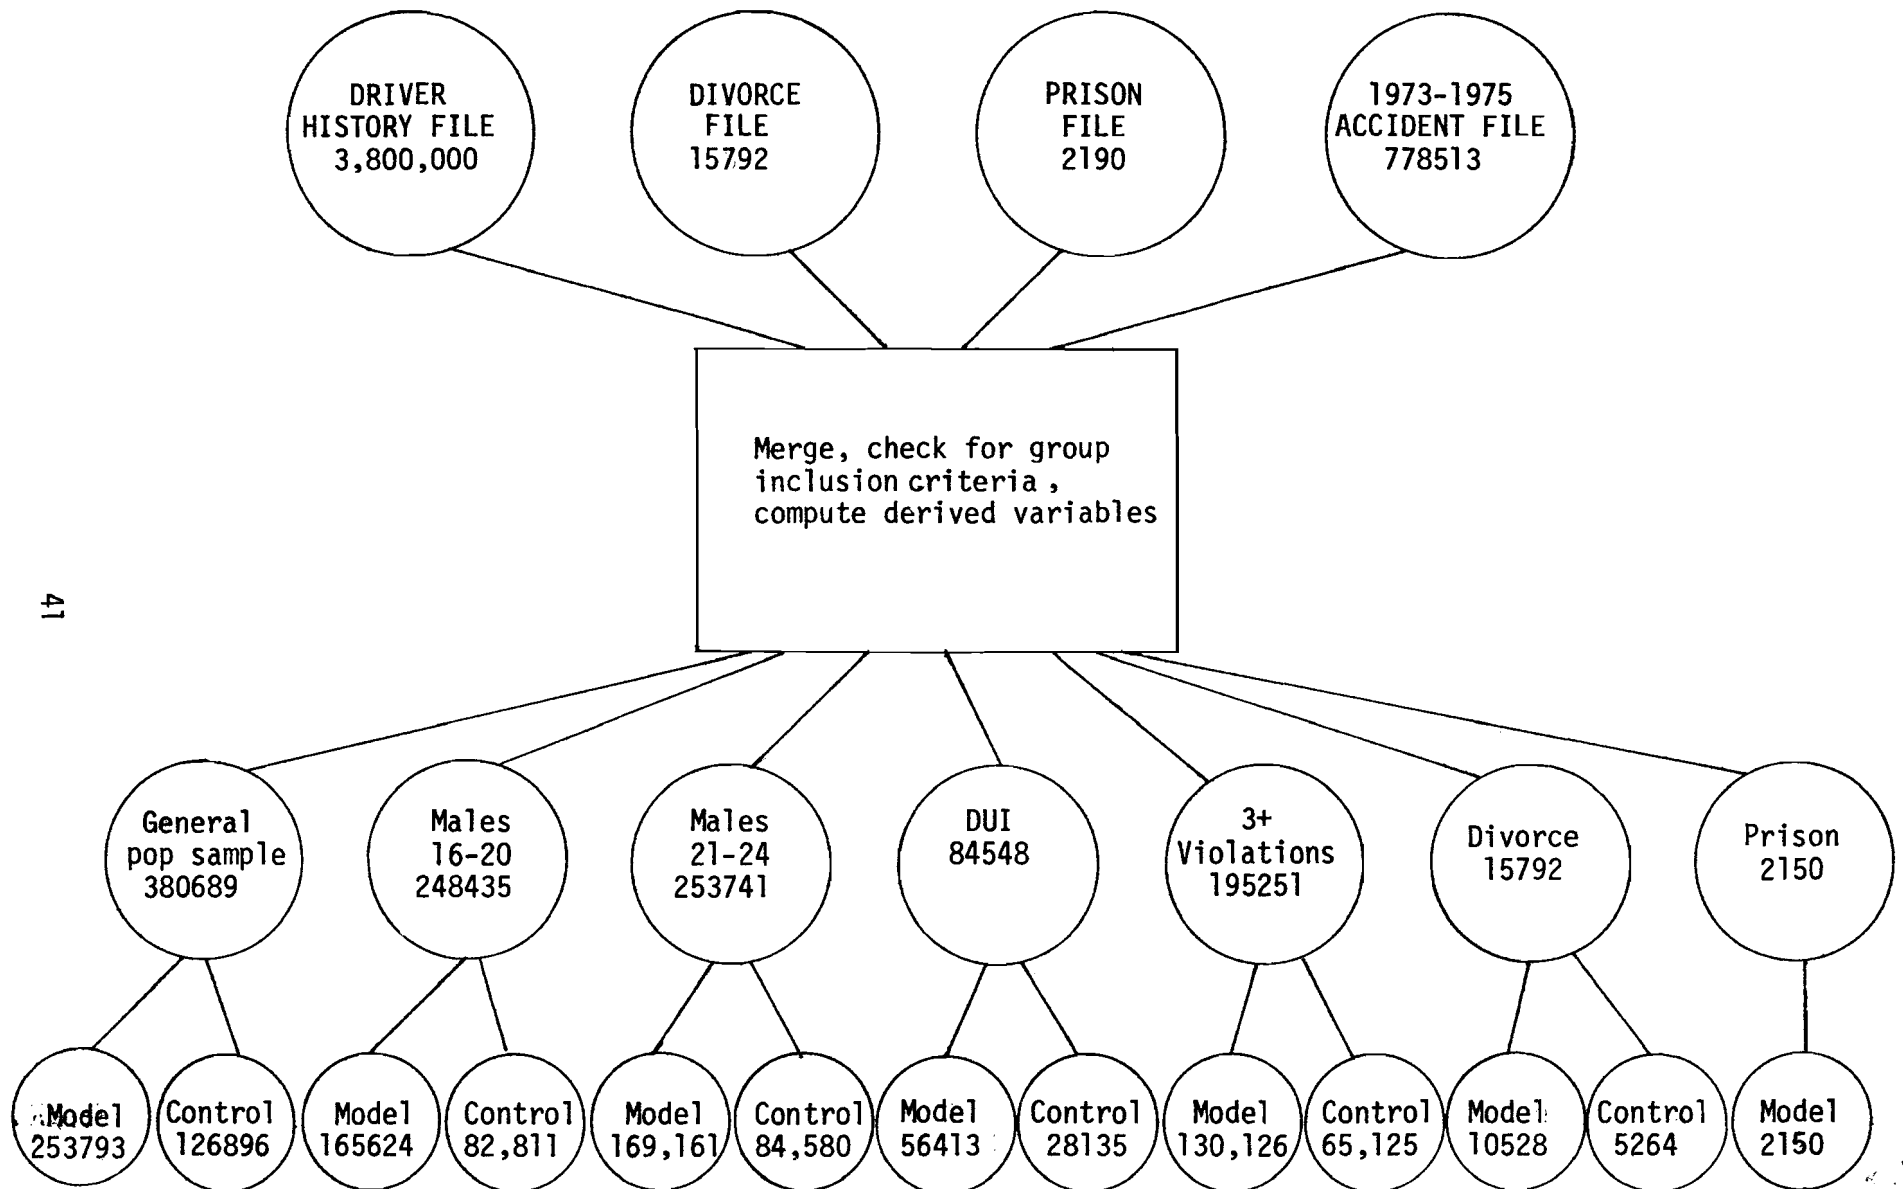 DRIVER
HISTORY FILE
3,800,000
DIVORCE
FILE
15792
PRISON
FILE
2190
1973-1975
ACCIDENT FILE
778513
Merge, check for group
inclusion criteria,
compute derived variables
41
General
pop sample
380689
Males
16-20
248435
Males
21-24
253741
DUI
84548
3+
Violations
195251
Divorce
15792
Prison
2150
Model
253793
Control
126896
Model
165624
Control
82,811
Model
169,161
Control
84,580
Model
56413
Control
28135
Model
130,126
Control
65,125
Model
10528
Control
5264
Model
2150